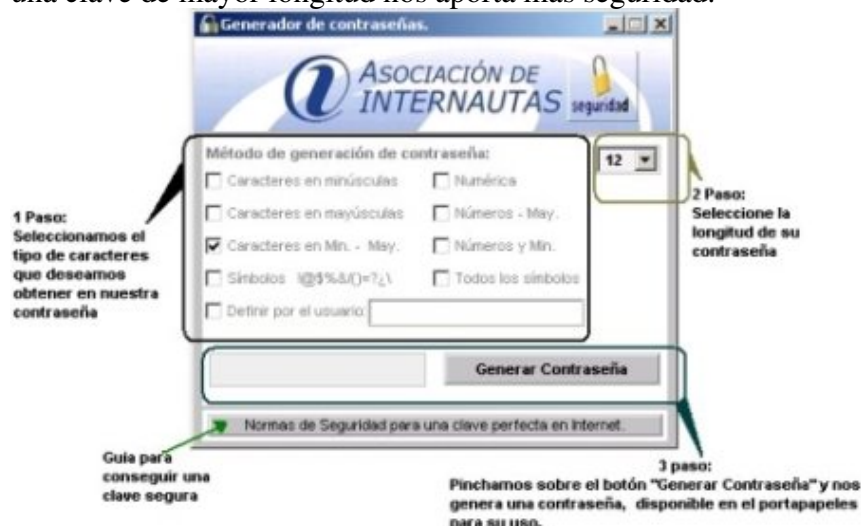 una clave de mayor longitud nos aporta más seguridad.
Generador de contraseñas.
ASOCIACIÓN DE
INTERNAUTAS
seguridad
Método de generación de contraseña:
12
Caracteres en minúsculas
Numérica
Caracteres en mayúsculas
Números - May.
Caracteres en Min. - May.
Números y Min.
Símbolos !@$%&/()=?¿\
Todos los símbolos
Definir por el usuario:
Generar Contraseña
Normas de Seguridad para una clave perfecta en Internet.
1 Paso:
Seleccionamos el
tipo de caracteres
que deseamos
obtener en nuestra
contraseña
2 Paso:
Seleccione la
longitud de su
contraseña
Guia para
conseguir una
clave segura
3 paso:
Pinchamos sobre el botón "Generar Contraseña" y nos
genera una contraseña, disponible en el portapapeles
para su uso.